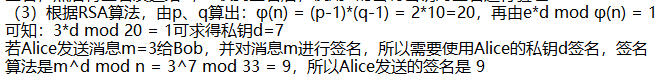 （3）根据RSA算法，由p、q算出：φ(n) = (p-1)*(q-1) = 2*10=20，再由e*d mod φ(n) = 1
可知：3*d mod 20 = 1可求得私钥d=7
若Alice发送消息m=3给Bob，并对消息m进行签名，所以需要使用Alice的私钥d签名，签名
算法是m^d mod n = 3^7 mod 33 = 9，所以Alice发送的签名是 9